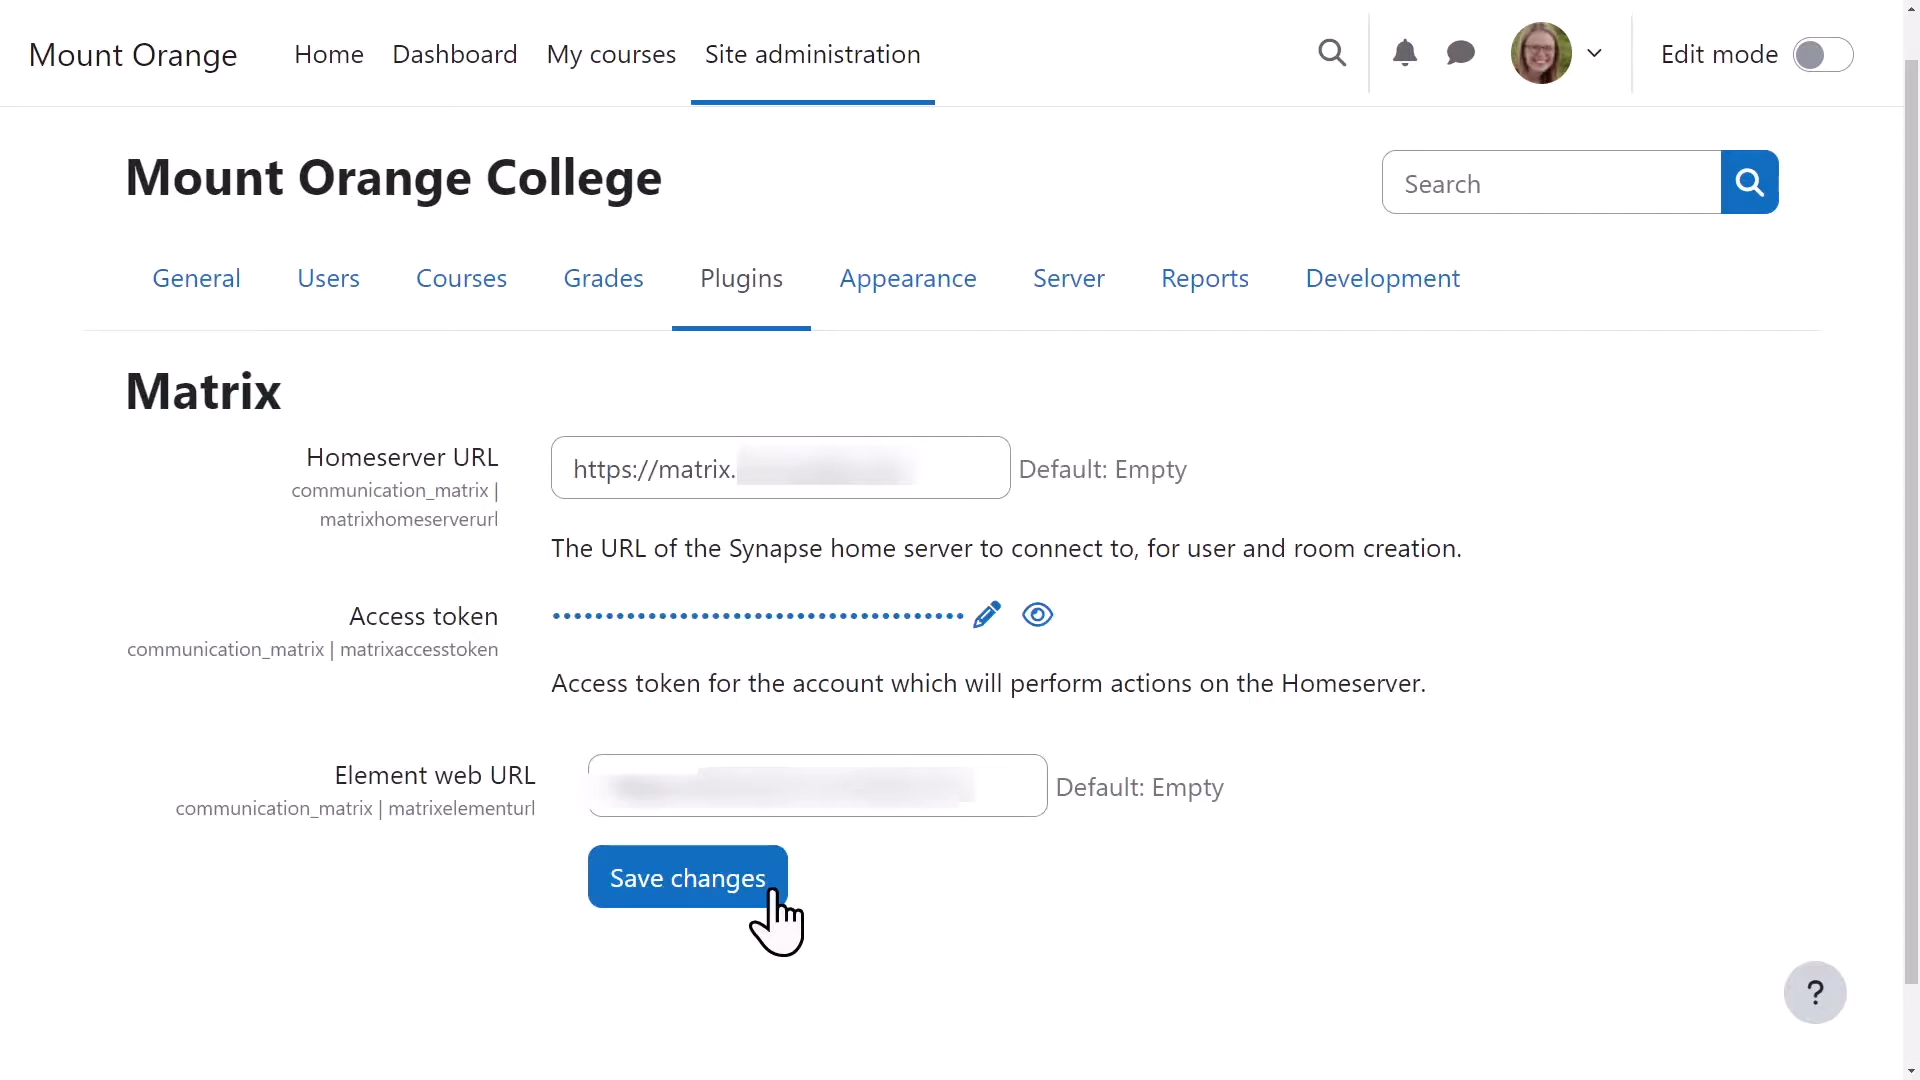 Mount Orange Home Dashboard My courses Site administration Edit mode
Mount Orange College
Search
General Users Courses Grades Plugins Appearance Server Reports Development
Matrix
Homeserver URL
communication_matrix |
matrixhomeserverurl
https://matrix.
Default: Empty
The URL of the Synapse home server to connect to, for user and room creation.
Access token
communication_matrix | matrixaccesstoken
Access token for the account which will perform actions on the Homeserver.
Element web URL
communication_matrix | matrixelementurl
Default: Empty
Save changes
?